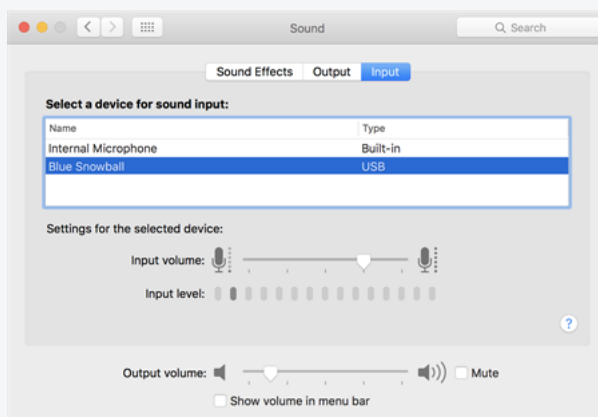 Sound
Search
Sound Effects Output Input
Select a device for sound input:
Name Type
Internal Microphone Built-in
Blue Snowball USB
Settings for the selected device:
Input volume:
Input level:
?
Output volume: Mute
Show volume in menu bar